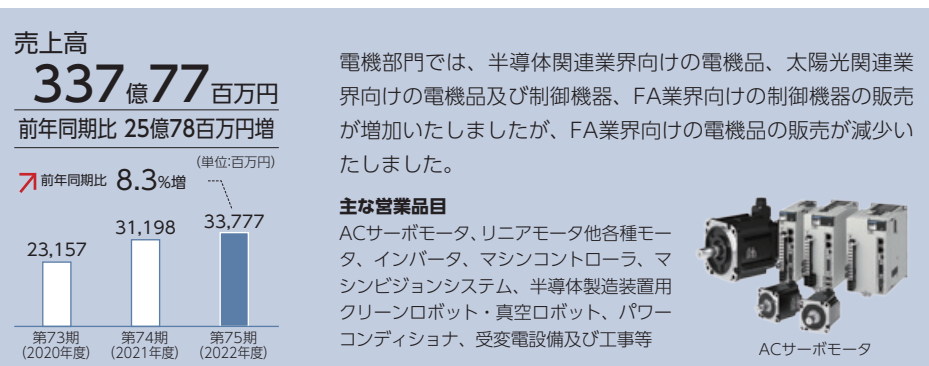 売上高
337億77百万円
前年同期比 25億78百万円増
(単位:百万円)
前年同期比 8.3%増
23,157
31,198
33,777
第73期
(2020年度)
第74期
(2021年度)
第75期
(2022年度)
電機部門では、半導体関連業界向けの電機品、太陽光関連業
界向けの電機品及び制御機器、FA業界向けの制御機器の販売
が増加いたしましたが、FA業界向けの電機品の販売が減少い
たしました。
主な営業品目
ACサーボモータ、リニアモータ他各種モー
タ、インバータ、マシンコントローラ、マ
シンビジョンシステム、半導体製造装置用
クリーンロボット・真空ロボット、パワー
コンディショナ、受変電設備及び工事等
ACサーボモータ